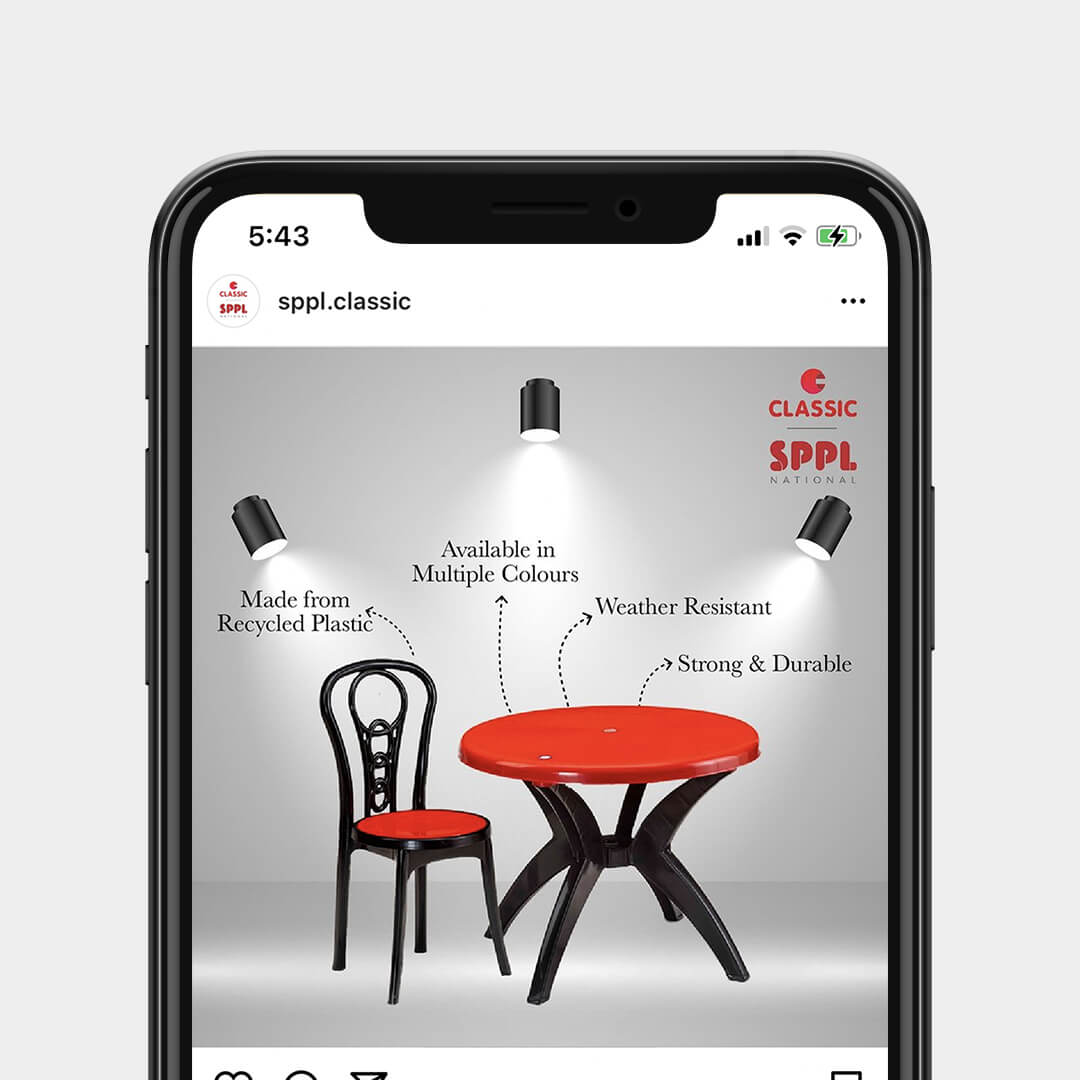 5:43
CLASSIC
SPPL
NATIONAL
sppl.classic
CLASSIC
SPPL
NATIONAL
Available in
Multiple Colours
Made from
Recycled Plastic
Weather Resistant
Strong & Durable